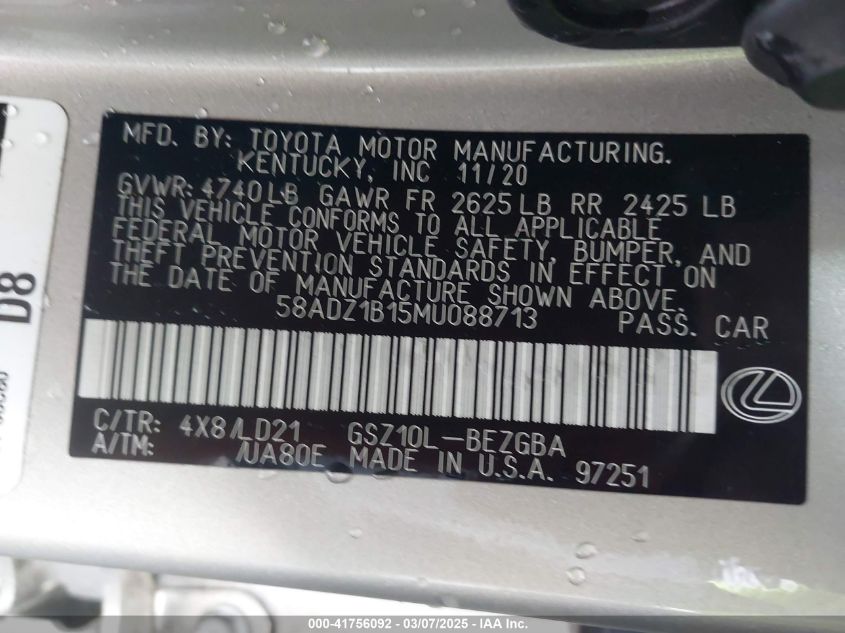 MFD. BY: TOYOTA MOTOR MANUFACTURING.
KENTUCKY, INC 11/20
GVWR: 4740LB GAWR FR 2625LB RR 2425 LB
THIS VEHICLE CONFORMS TO ALL APPLICABLE
FEDERAL MOTOR VEHICLE SAFETY, BUMPER, AND
THEFT PREVENTION STANDARDS IN EFFECT ON
THE DATE OF MANUFACTURE SHOWN ABOVE.
58ADZ1B15MU088713 PASS. CAR
C/TR: 4X8/LD21 GSZ10L-BEZGBA
A/TM: /UA80E MADE IN U.S.A. 97251
D8
000-41756092 - 03/07/2025 - IAA Inc.